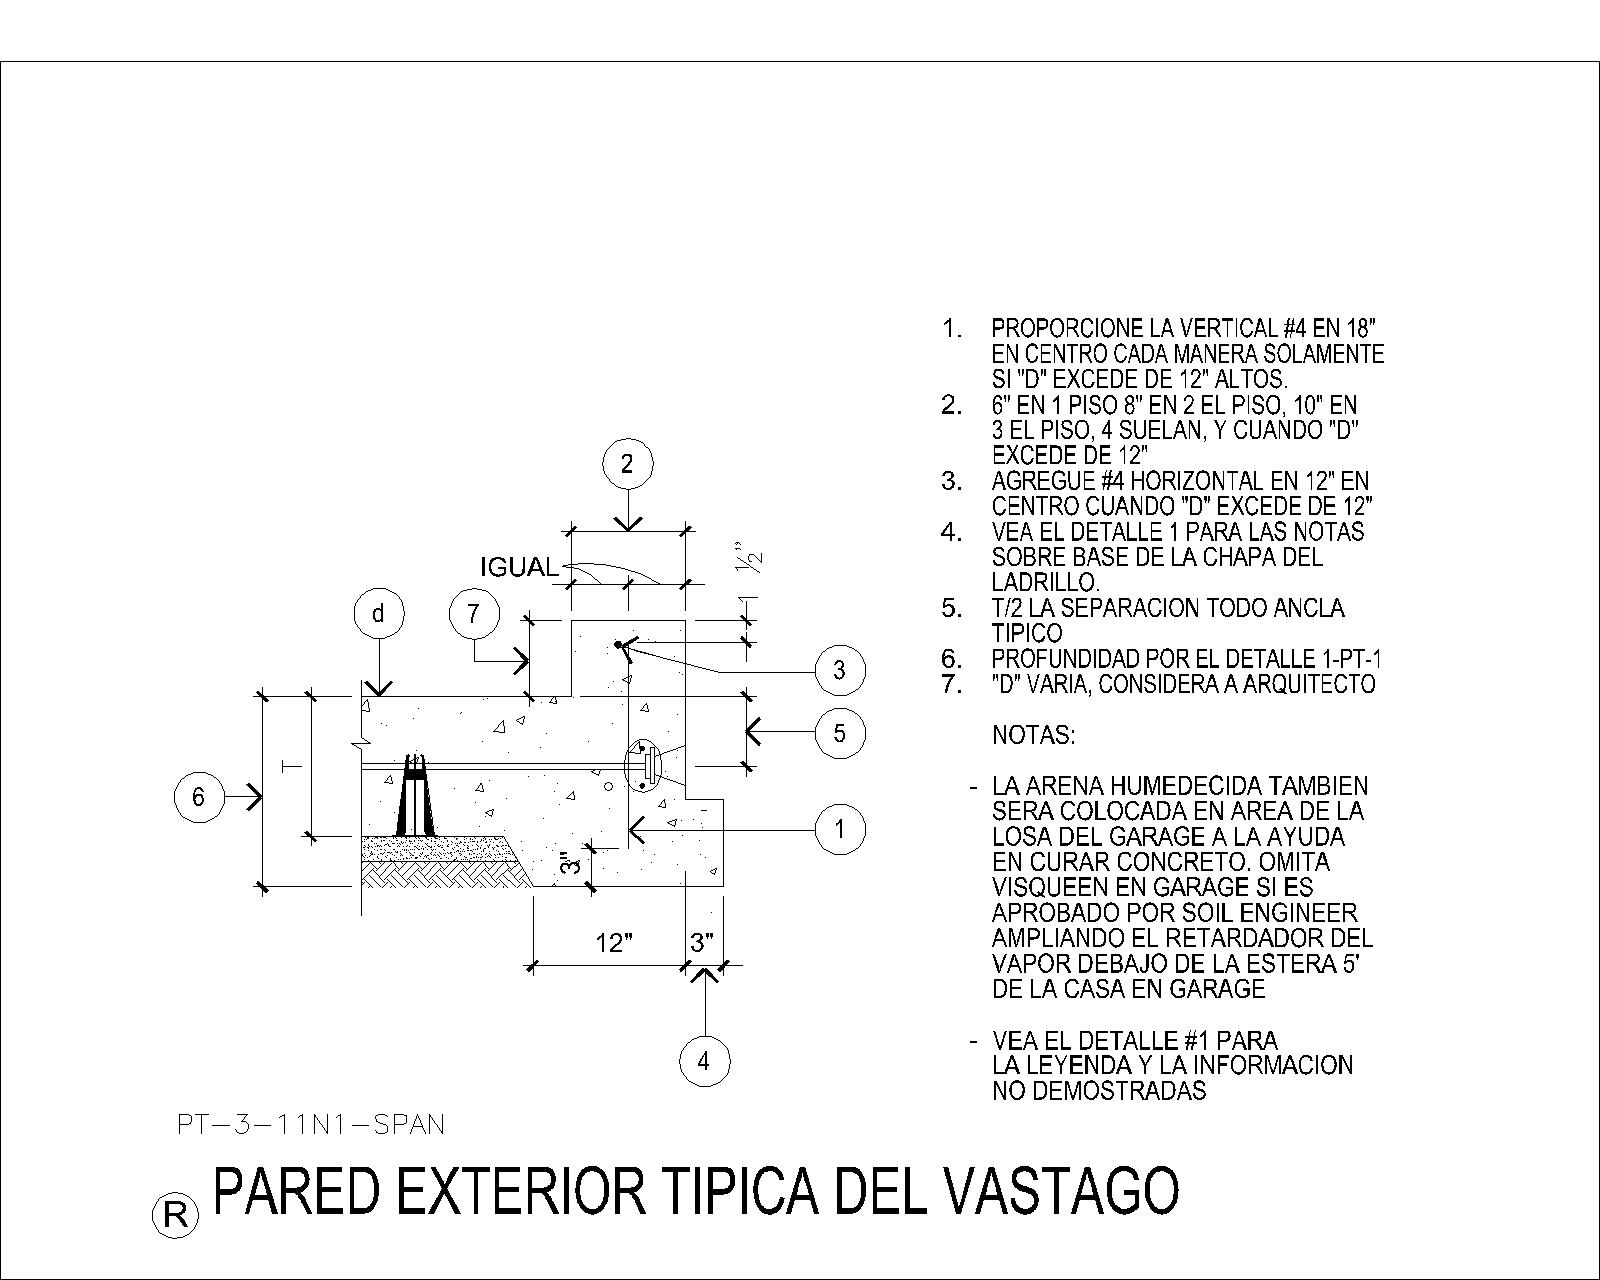 1. PROPORCIONE LA VERTICAL #4 EN 18"
EN CENTRO CADA MANERA SOLAMENTE
SI "D" EXCEDE DE 12" ALTOS.
2. 6" EN 1 PISO 8" EN 2 EL PISO, 10" EN
3 EL PISO, 4 SUELAN, Y CUANDO "D"
EXCEDE DE 12"
3. AGREGUE #4 HORIZONTAL EN 12" EN
CENTRO CUANDO "D" EXCEDE DE 12"
4. VEA EL DETALLE 1 PARA LAS NOTAS
SOBRE BASE DE LA CHAPA DEL
LADRILLO.
5. T/2 LA SEPARACION TODO ANCLA
TIPICO
6. PROFUNDIDAD POR EL DETALLE 1-PT-1
7. "D" VARIA, CONSIDERA A ARQUITECTO
NOTAS:
- LA ARENA HUMEDECIDA TAMBIEN
SERA COLOCADA EN AREA DE LA
LOSA DEL GARAGE A LA AYUDA
EN CURAR CONCRETO. OMITA
VISQUEEN EN GARAGE SI ES
APROBADO POR SOIL ENGINEER
AMPLIANDO EL RETARDADOR DEL
VAPOR DEBAJO DE LA ESTERA 5'
DE LA CASA EN GARAGE
- VEA EL DETALLE #1 PARA
LA LEYENDA Y LA INFORMACION
NO DEMOSTRADAS
2
IGUAL
1 ½"
d
7
3
5
T
6
1
3"
12"
3"
4
PT-3-11N1-SPAN
R PARED EXTERIOR TIPICA DEL VASTAGO